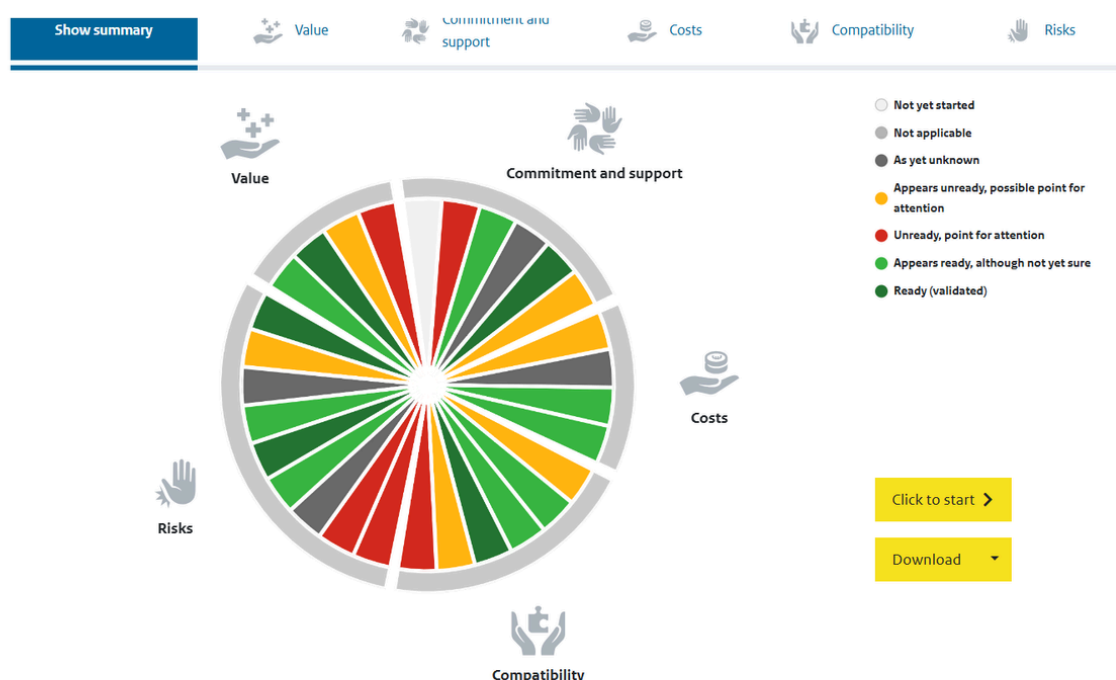 Show summary
Value
Commitment and
support
Costs
Compatibility
Risks
Value
Commitment and support
Costs
Risks
Compatibility
Not yet started
Not applicable
As yet unknown
Appears unready, possible point for
attention
Unready, point for attention
Appears ready, although not yet sure
Ready (validated)
Click to start
Download